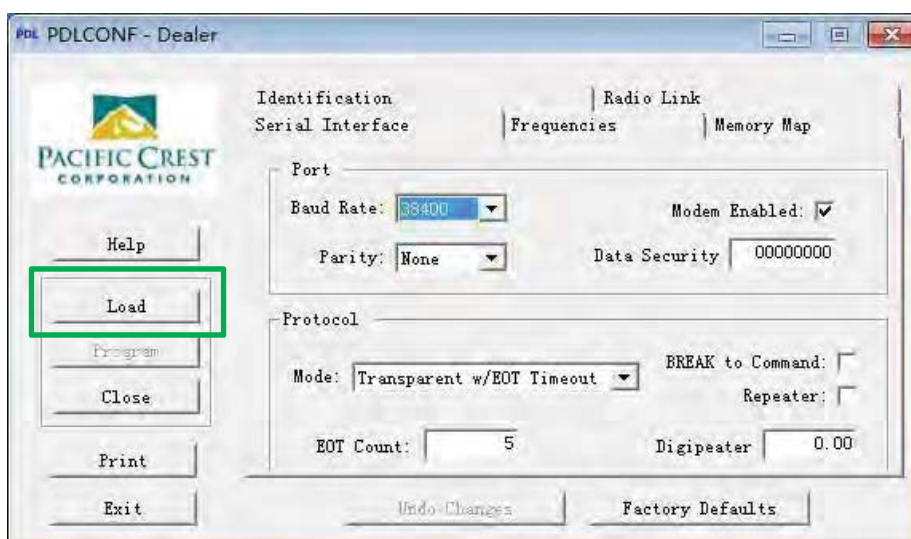 PDL PDLCONF - Dealer
PACIFIC CREST
CORPORATION
Identification
Radio Link
Serial Interface
Frequencies
Memory Map
Port
Baud Rate: 38400
Modem Enabled:
Parity: None
Data Security 00000000
Protocol
Mode: Transparent w/EOT Timeout
BREAK to Command:
Repeater:
EOT Count: 5
Digipeater 0.00
Help
Load
Program
Close
Print
Exit
Undo Changes
Factory Defaults